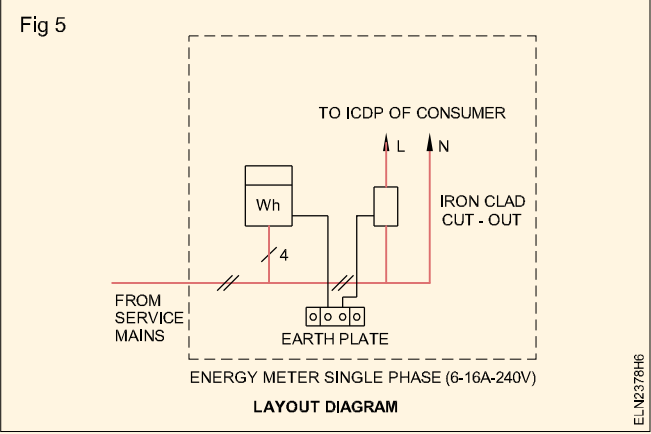 Fig 5
TO ICDP OF CONSUMER
L
N
Wh
IRON CLAD
CUT - OUT
4
FROM
SERVICE
MAINS
EARTH PLATE
ENERGY METER SINGLE PHASE (6-16A-240V)
LAYOUT DIAGRAM
ELN2378H6